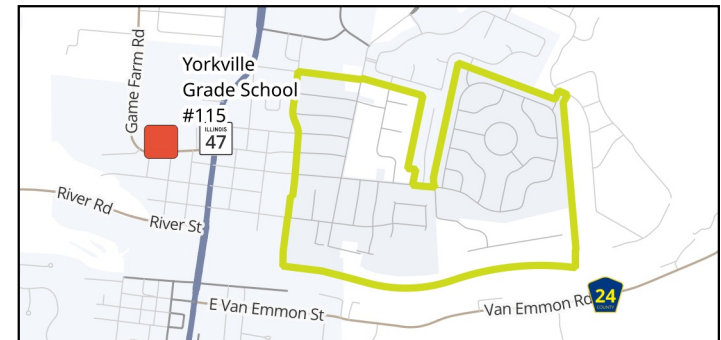 Game Farm Rd
Yorkville
Grade School
#115
ILLINOIS
47
River Rd
River St
E Van Emmon St
Van Emmon Rd
24
COUNTY